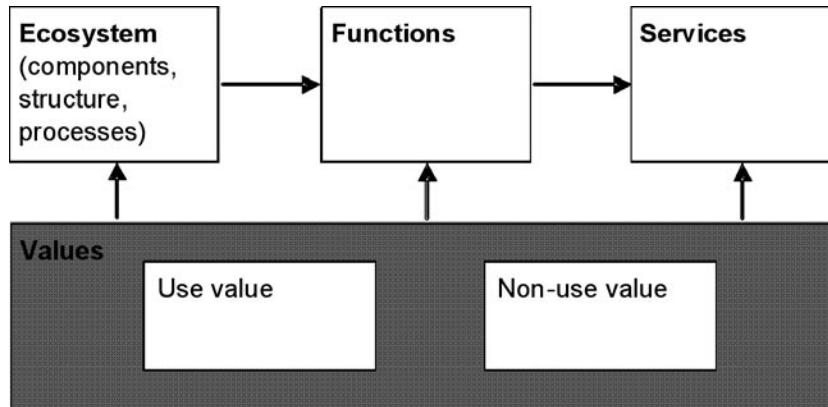 Ecosystem
(components,
structure,
processes)
Functions
Services
Values
Use value
Non-use value